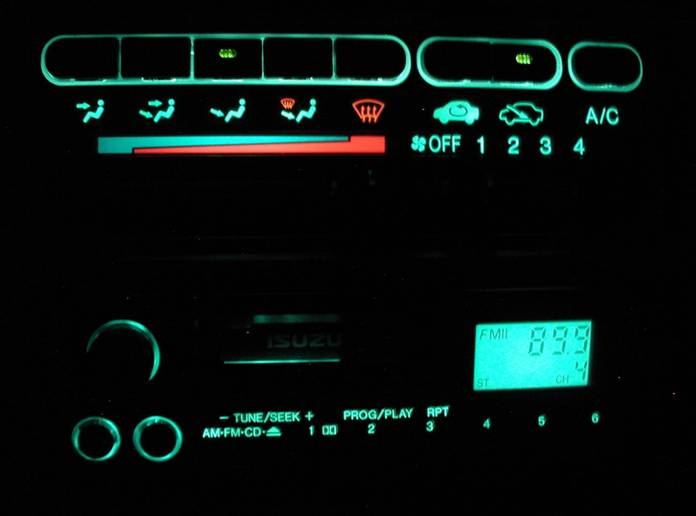 A/C
OFF 1 2 3 4
ISUZU
FMII 89.9
ST CH 4
- TUNE/SEEK + PROG/PLAY RPT
AM•FM•CD•⏏ 1 2 3 4 5 6